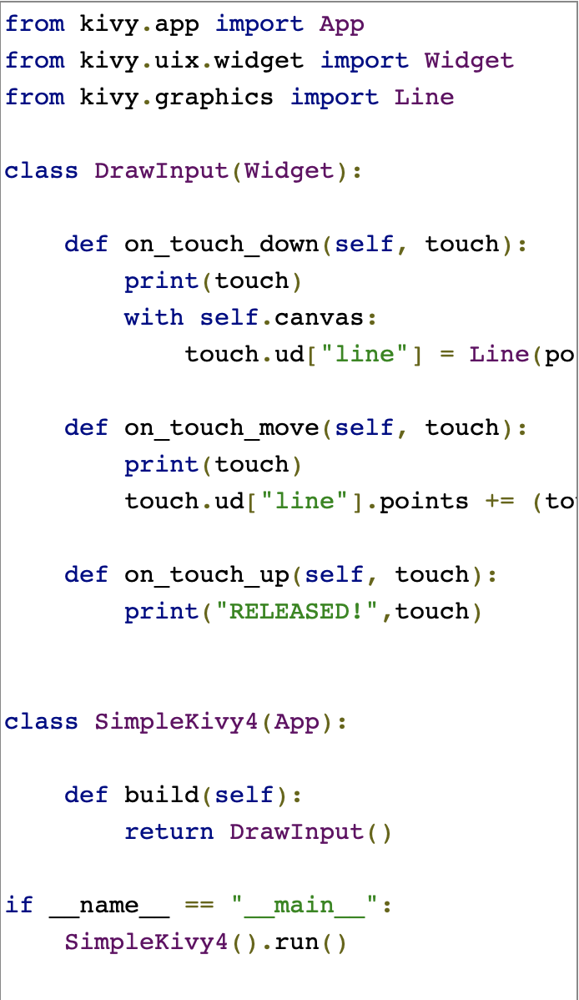 from kivy.app import App
from kivy.uix.widget import Widget
from kivy.graphics import Line
class DrawInput(Widget):
    def on_touch_down(self, touch):
        print(touch)
        with self.canvas:
            touch.ud["line"] = Line(po
    def on_touch_move(self, touch):
        print(touch)
        touch.ud["line"].points += (to
    def on_touch_up(self, touch):
        print("RELEASED!",touch)
class SimpleKivy4(App):
    def build(self):
        return DrawInput()
if __name__ == "__main__":
    SimpleKivy4().run()